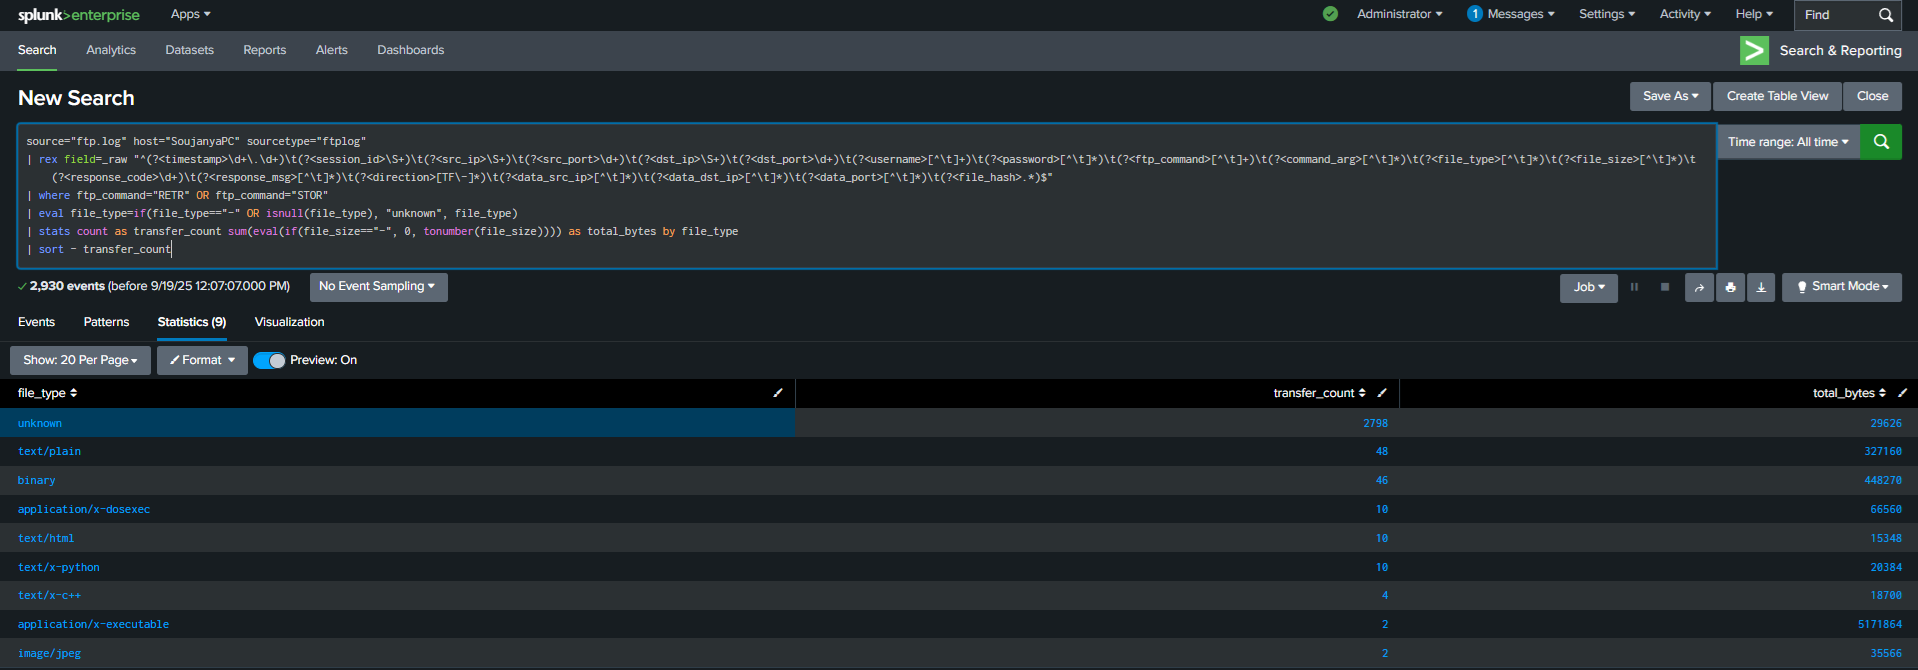 splunk>enterprise Apps Administrator 1 Messages Settings Activity Help Find
Search Analytics Datasets Reports Alerts Dashboards Search & Reporting
New Search Save As Create Table View Close
source="ftp.log" host="SoujanyaPC" sourcetype="ftplog"
| rex field=_raw "^(?<timestamp>\d+\.\d+)\t(?<session_id>\S+)\t(?<src_ip>\S+)\t(?<src_port>\d+)\t(?<dst_ip>\S+)\t(?<dst_port>\d+)\t(?<username>[^\t]+)\t(?<password>[^\t]*)\t(?<ftp_command>[^\t]+)\t(?<command_arg>[^\t]*)\t(?<file_type>[^\t]*)\t(?<file_size>[^\t]*)\t
(?<response_code>\d+)\t(?<response_msg>[^\t]*)\t(?<direction>[TF\-]*)\t(?<data_src_ip>[^\t]*)\t(?<data_dst_ip>[^\t]*)\t(?<data_port>[^\t]*)\t(?<file_hash>.*)$"
| where ftp_command="RETR" OR ftp_command="STOR"
| eval file_type=if(file_type=="-" OR isnull(file_type), "unknown", file_type)
| stats count as transfer_count sum(eval(if(file_size=="-", 0, tonumber(file_size)))) as total_bytes by file_type
| sort - transfer_count
Time range: All time
2,930 events (before 9/19/25 12:07:07.000 PM) No Event Sampling Job Smart Mode
Events Patterns Statistics (9) Visualization
Show: 20 Per Page Format Preview: On
file_type transfer_count total_bytes
unknown 2798 29626
text/plain 48 327160
binary 46 448270
application/x-dosexec 10 66560
text/html 10 15348
text/x-python 10 20384
text/x-c++ 4 18700
application/x-executable 2 5171864
image/jpeg 2 35566